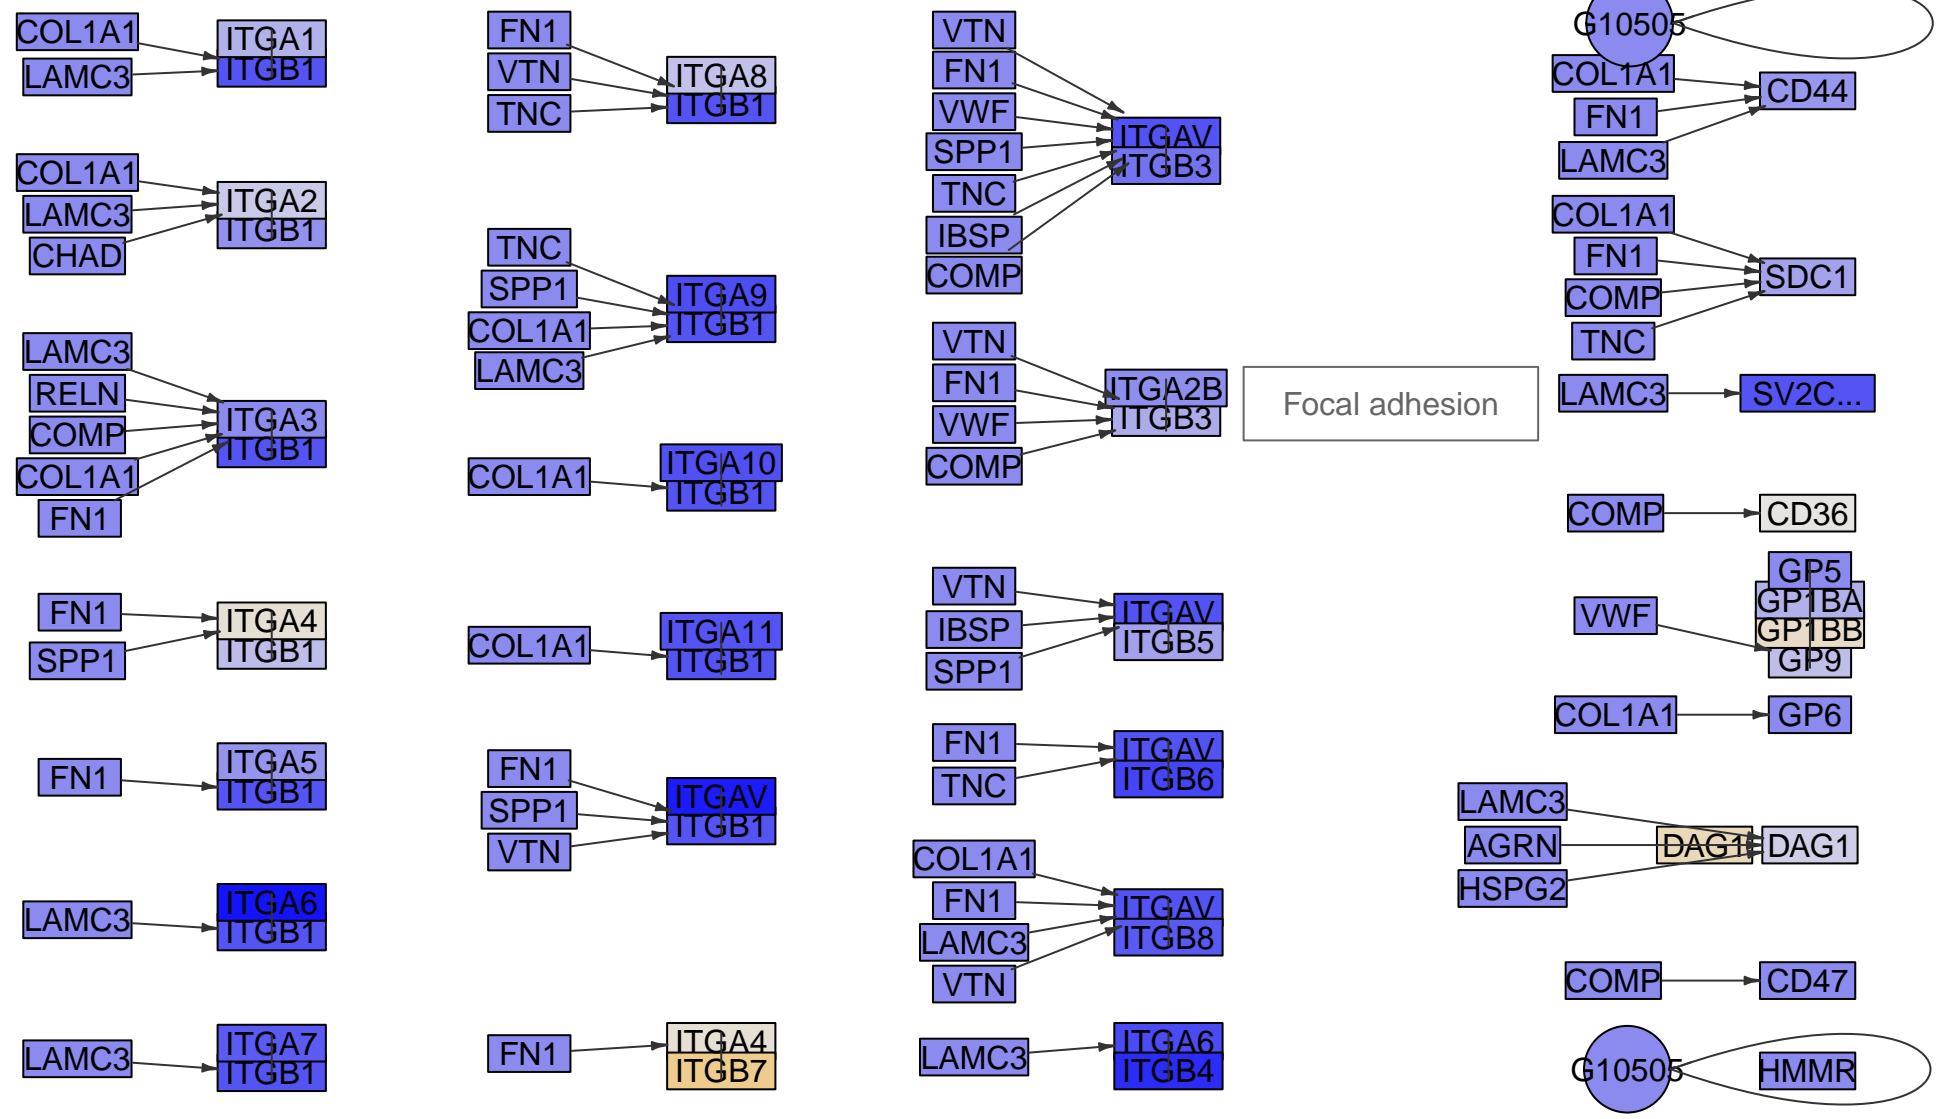 COL1A1
LAMC3
ITGA1
ITGB1
COL1A1
LAMC3
CHAD
ITGA2
ITGB1
LAMC3
RELN
COMP
COL1A1
FN1
ITGA3
ITGB1
FN1
SPP1
ITGA4
ITGB1
FN1
ITGA5
ITGB1
LAMC3
ITGA6
ITGB1
LAMC3
ITGA7
ITGB1
FN1
VTN
TNC
ITGA8
ITGB1
TNC
SPP1
COL1A1
LAMC3
ITGA9
ITGB1
COL1A1
ITGA10
ITGB1
COL1A1
ITGA11
ITGB1
FN1
SPP1
VTN
ITGAV
ITGB1
FN1
ITGA4
ITGB7
VTN
FN1
VWF
SPP1
TNC
IBSP
COMP
ITGAV
ITGB3
VTN
FN1
VWF
COMP
ITGA2B
ITGB3
Focal adhesion
VTN
IBSP
SPP1
ITGAV
ITGB5
FN1
TNC
ITGAV
ITGB6
COL1A1
FN1
LAMC3
VTN
ITGAV
ITGB8
LAMC3
ITGA6
ITGB4
G10505
COL1A1
FN1
LAMC3
CD44
COL1A1
FN1
COMP
TNC
SDC1
LAMC3
SV2C...
COMP
CD36
VWF
GP5
GP1BA
GP1BB
GP9
COL1A1
GP6
LAMC3
AGRN
HSPG2
DAG1
DAG1
COMP
CD47
G10505
HMMR